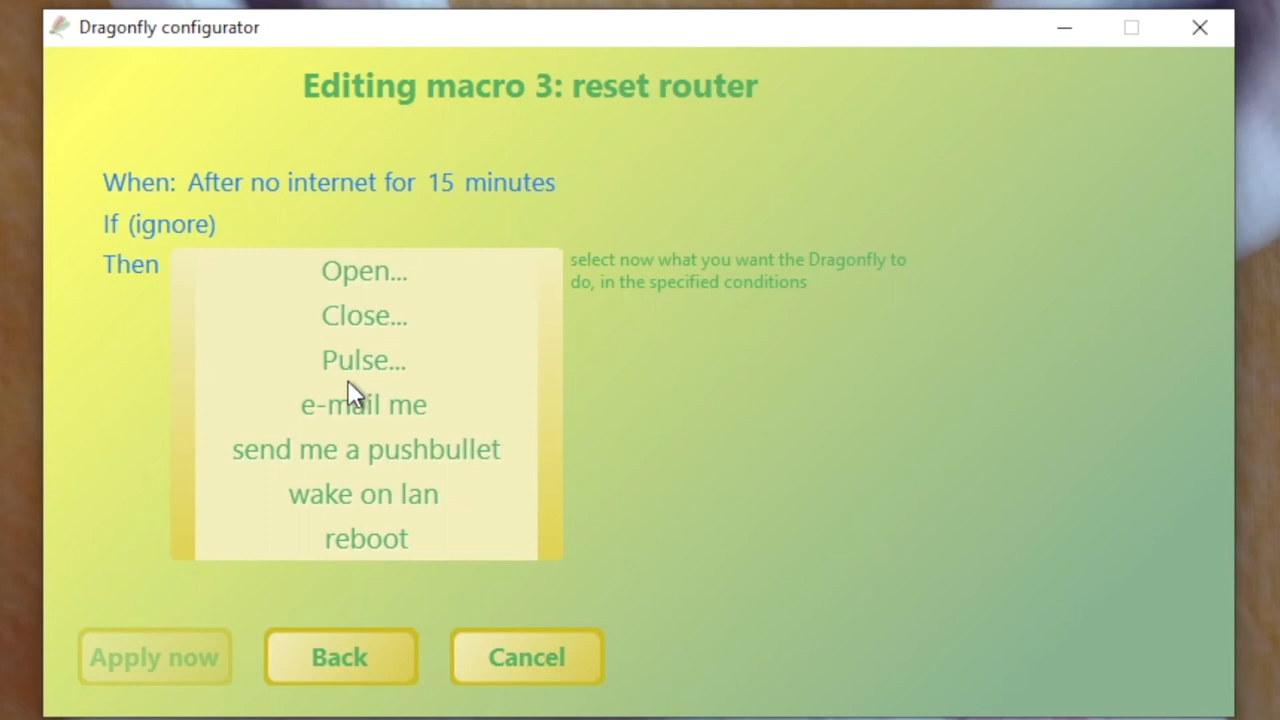 Dragonfly configurator
Editing macro 3: reset router
When: After no internet for 15 minutes
If (ignore)
Then
Open...
Close...
Pulse...
e-mail me
send me a pushbullet
wake on lan
reboot
select now what you want the Dragonfly to
do, in the specified conditions
Apply now
Back
Cancel